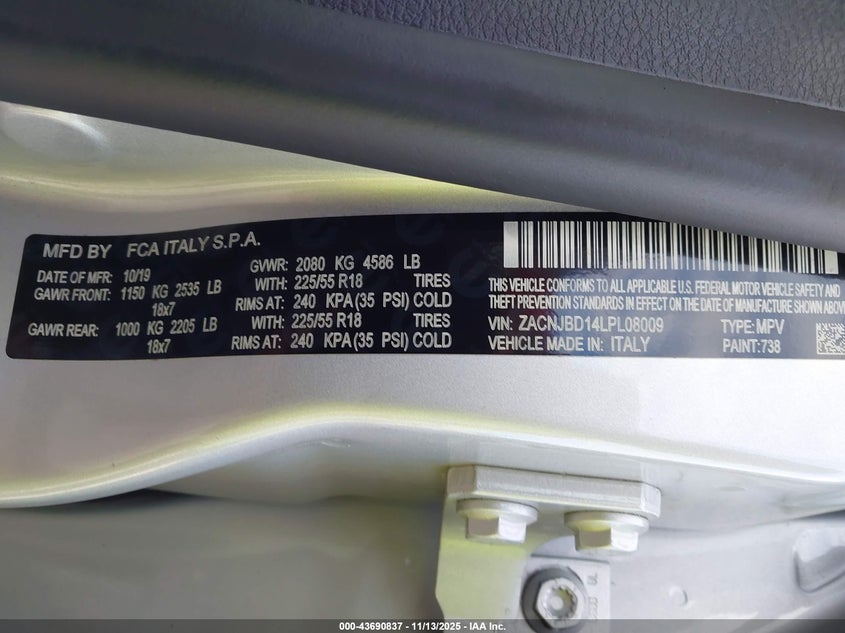 MFD BY FCA ITALY S.P.A.
DATE OF MFR: 10/19
GAWR FRONT: 1150 KG 2535 LB
18x7
GAWR REAR: 1000 KG 2205 LB
18x7
GVWR: 2080 KG 4586 LB
WITH: 225/55 R18 TIRES
RIMS AT: 240 KPA(35 PSI) COLD
WITH: 225/55 R18 TIRES
RIMS AT: 240 KPA(35 PSI) COLD
THIS VEHICLE CONFORMS TO ALL APPLICABLE U.S. FEDERAL MOTOR VEHICLE SAFETY AND
THEFT PREVENTION STANDARDS IN EFFECT ON THE DATE OF MANUFACTURE SHOWN ABOVE
VIN: ZACNJBD14LPL08009 TYPE: MPV
VEHICLE MADE IN: ITALY PAINT: 738
000-43690837 - 11/13/2025 - IAA Inc.